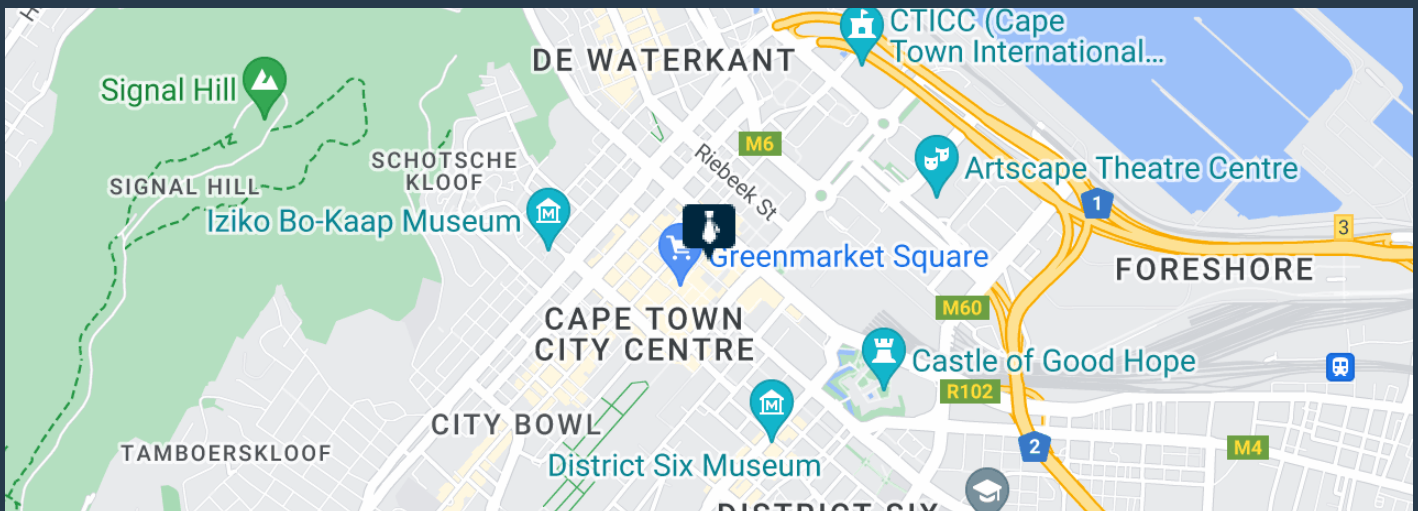 CTICC (Cape
Town International...
DE WATERKANT
Signal Hill
M6
Riebeek St
SCHOTSCHE
KLOOF
Artscape Theatre Centre
SIGNAL HILL
1
Iziko Bo-Kaap Museum
3
Greenmarket Square
FORESHORE
M60
CAPE TOWN
CITY CENTRE
Castle of Good Hope
R102
CITY BOWL
M4
2
TAMBOERSKLOOF
District Six Museum
DISTRICT SIX